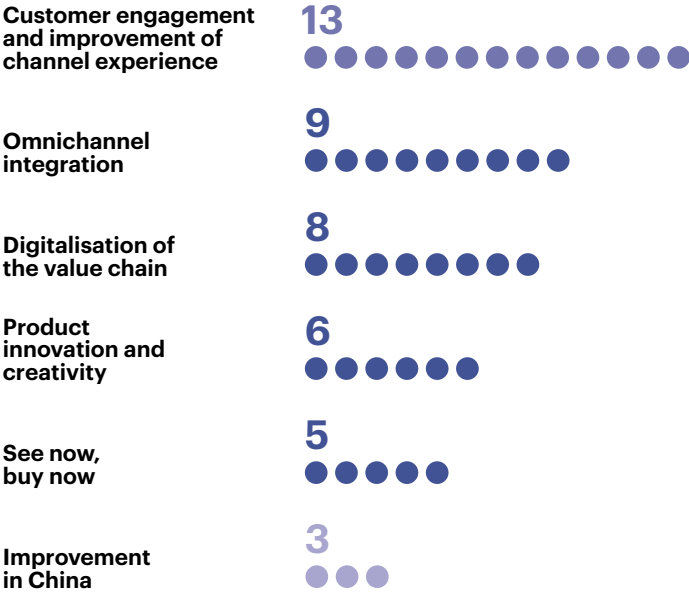 Customer engagement
and improvement of
channel experience
13
Omnichannel
integration
9
Digitalisation of
the value chain
8
Product
innovation and
creativity
6
See now,
buy now
5
Improvement
in China
3